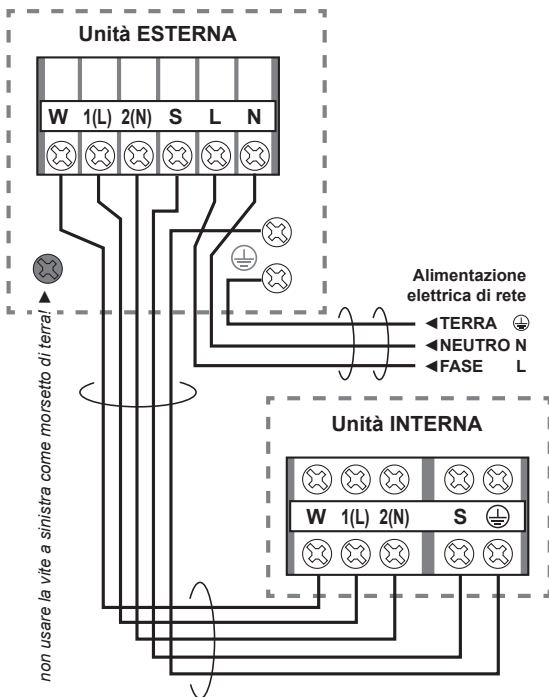 Unità ESTERNA
W 1(L) 2(N) S L N
non usare la vite a sinistra come morsetto di terra! ▲
Alimentazione
elettrica di rete
◄TERRA
◄NEUTRO N
◄FASE L
Unità INTERNA
W 1(L) 2(N) S